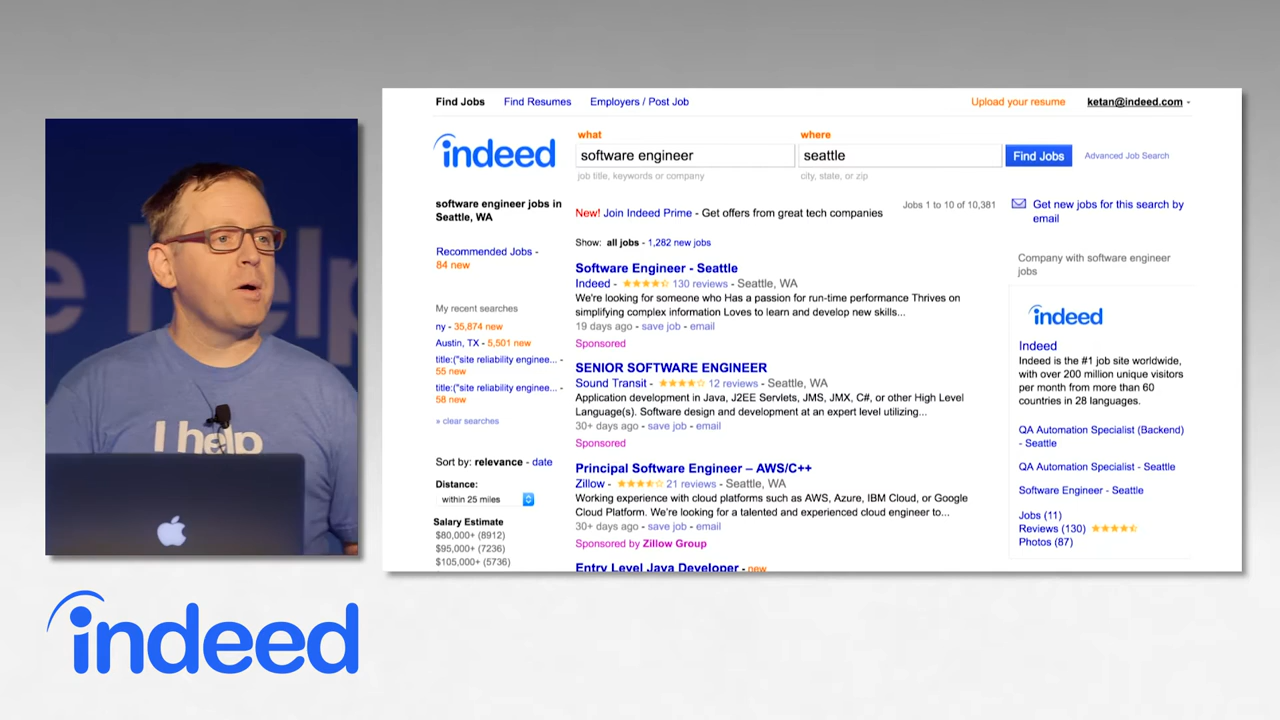 help
I help
indeed
Find Jobs Find Resumes Employers / Post Job Upload your resume ketan@indeed.com
indeed
what
software engineer
job title, keywords or company
where
seattle
city, state, or zip
Find Jobs
Advanced Job Search
software engineer jobs in
Seattle, WA
Recommended Jobs -
84 new
My recent searches
ny - 35,874 new
Austin, TX - 5,501 new
title:("site reliability enginee... -
55 new
title:("site reliability enginee... -
58 new
» clear searches
Sort by: relevance - date
Distance:
within 25 miles
Salary Estimate
$80,000+ (8912)
$95,000+ (7236)
$105,000+ (5736)
New! Join Indeed Prime - Get offers from great tech companies
Jobs 1 to 10 of 10,381
Show: all jobs - 1,282 new jobs
Software Engineer - Seattle
Indeed - 130 reviews - Seattle, WA
We're looking for someone who Has a passion for run-time performance Thrives on
simplifying complex information Loves to learn and develop new skills...
19 days ago - save job - email
Sponsored
SENIOR SOFTWARE ENGINEER
Sound Transit - 12 reviews - Seattle, WA
Application development in Java, J2EE Servlets, JMS, JMX, C#, or other High Level
Language(s). Software design and development at an expert level utilizing...
30+ days ago - save job - email
Sponsored
Principal Software Engineer – AWS/C++
Zillow - 21 reviews - Seattle, WA
Working experience with cloud platforms such as AWS, Azure, IBM Cloud, or Google
Cloud Platform. We're looking for a talented and experienced cloud engineer to...
30+ days ago - save job - email
Sponsored by Zillow Group
Entry Level Java Developer - new
Get new jobs for this search by
email
Company with software engineer
jobs
indeed
Indeed
Indeed is the #1 job site worldwide,
with over 200 million unique visitors
per month from more than 60
countries in 28 languages.
QA Automation Specialist (Backend)
- Seattle
QA Automation Specialist - Seattle
Software Engineer - Seattle
Jobs (11)
Reviews (130)
Photos (87)